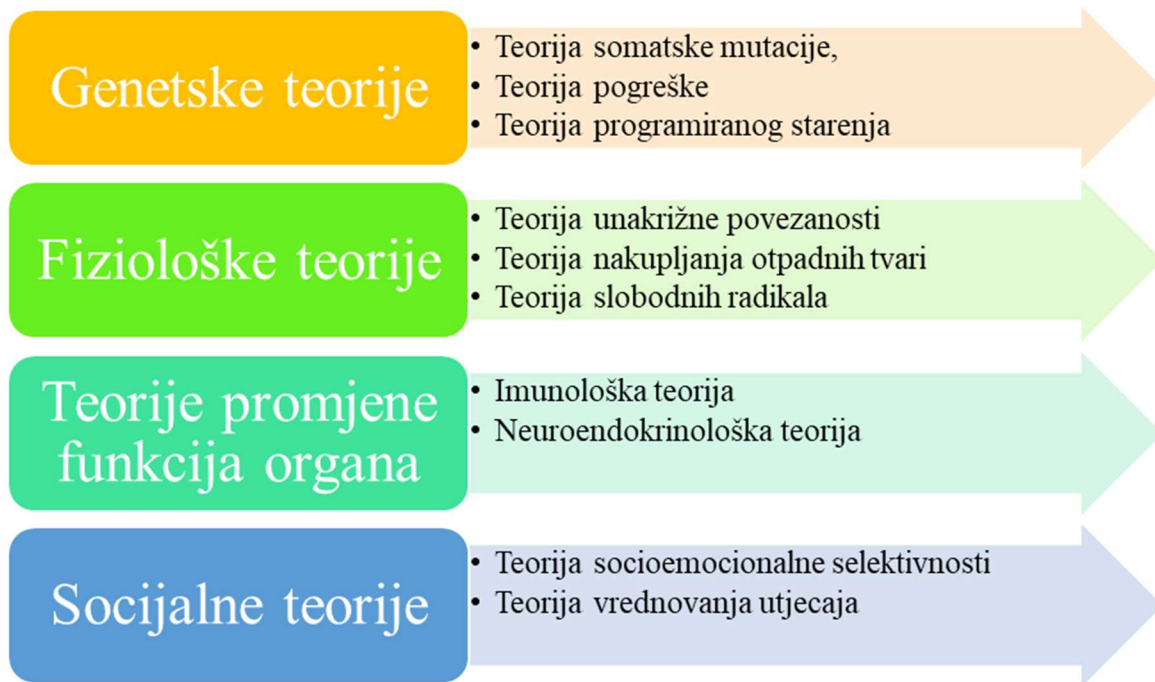 Genetske teorije
• Teorija somatske mutacije,
• Teorija pogreške
• Teorija programiranog starenja
Fiziološke teorije
• Teorija unakrižne povezanosti
• Teorija nakupljanja otpadnih tvari
• Teorija slobodnih radikala
Teorije promjene
funkcija organa
• Imunološka teorija
• Neuroendokrinološka teorija
Socijalne teorije
• Teorija socioemocionalne selektivnosti
• Teorija vrednovanja utjecaja